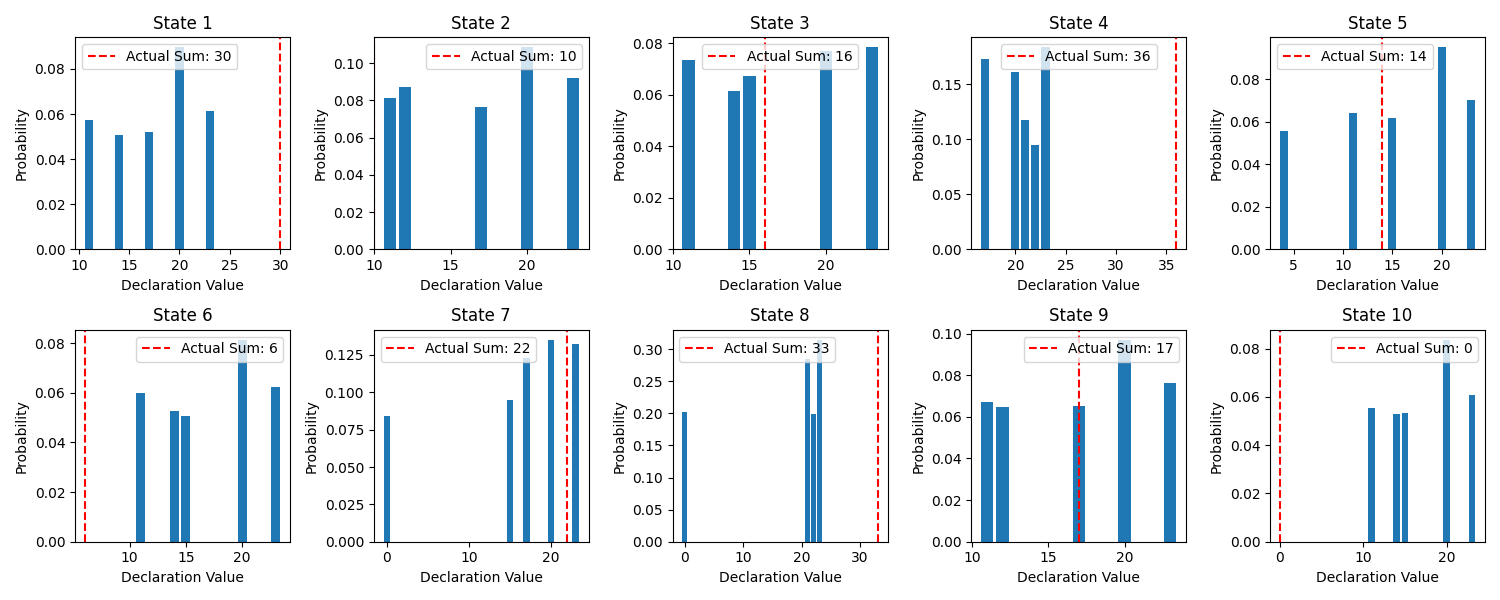 State 1
Actual Sum: 30
Probability
0.08
0.06
0.04
0.02
0.00
10 15 20 25 30
Declaration Value
State 2
Actual Sum: 10
Probability
0.10
0.08
0.06
0.04
0.02
0.00
10 15 20
Declaration Value
State 3
Actual Sum: 16
Probability
0.08
0.06
0.04
0.02
0.00
10 15 20
Declaration Value
State 4
Actual Sum: 36
Probability
0.15
0.10
0.05
0.00
20 25 30 35
Declaration Value
State 5
Actual Sum: 14
Probability
0.08
0.06
0.04
0.02
0.00
5 10 15 20
Declaration Value
State 6
Actual Sum: 6
Probability
0.08
0.06
0.04
0.02
0.00
10 15 20
Declaration Value
State 7
Actual Sum: 22
Probability
0.125
0.100
0.075
0.050
0.025
0.000
0 10 20
Declaration Value
State 8
Actual Sum: 33
Probability
0.30
0.25
0.20
0.15
0.10
0.05
0.00
0 10 20 30
Declaration Value
State 9
Actual Sum: 17
Probability
0.10
0.08
0.06
0.04
0.02
0.00
10 15 20
Declaration Value
State 10
Actual Sum: 0
Probability
0.08
0.06
0.04
0.02
0.00
0 10 20
Declaration Value